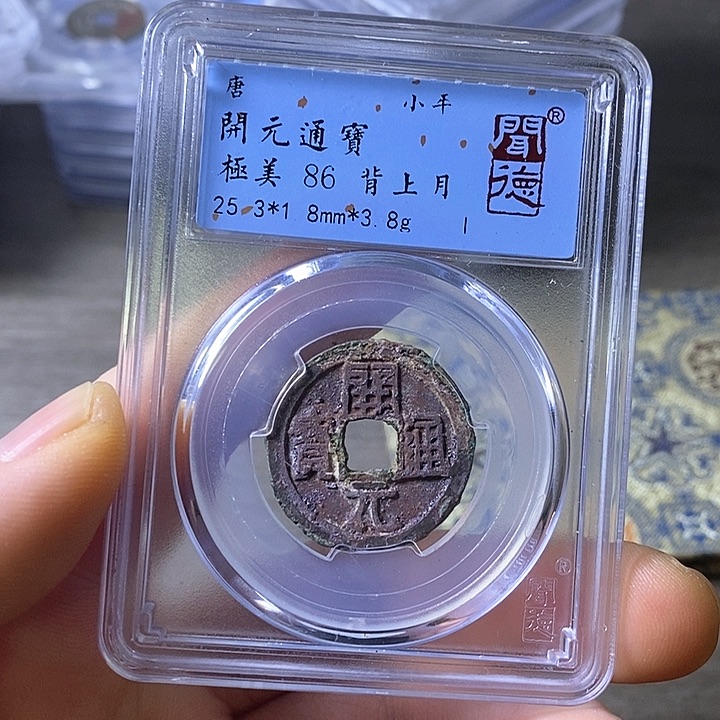 唐 小平
開元通寶
極美 86 背上月
25.3*1.8mm*3.8g
聞德®
開
元
通
寶
聞德®